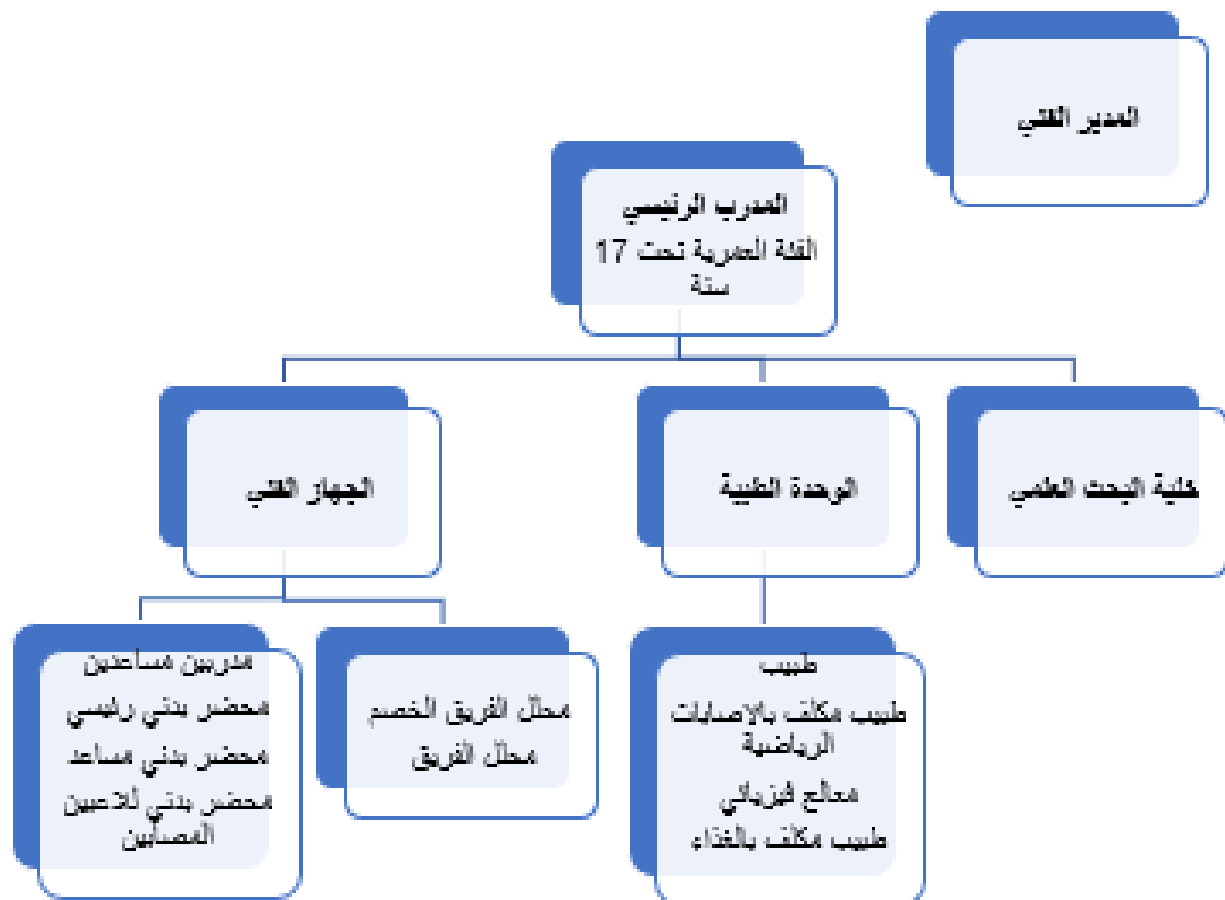 المدير الفني
المدرب الرئيسي
الفئة العمرية تحت 17
سنة
خلية البحث العلمي
الوحدة الطبية
الجهاز الفني
طبيب
طبيب مكلف بالاصابات
الرياضية
معالج فيزيائي
طبيب مكلف بالغذاء
محلل الفريق الخصم
محلل الفريق
مدربين مساعدين
محضر بدني رئيسي
محضر بدني مساعد
محضر بدني للاعبين
المصابين